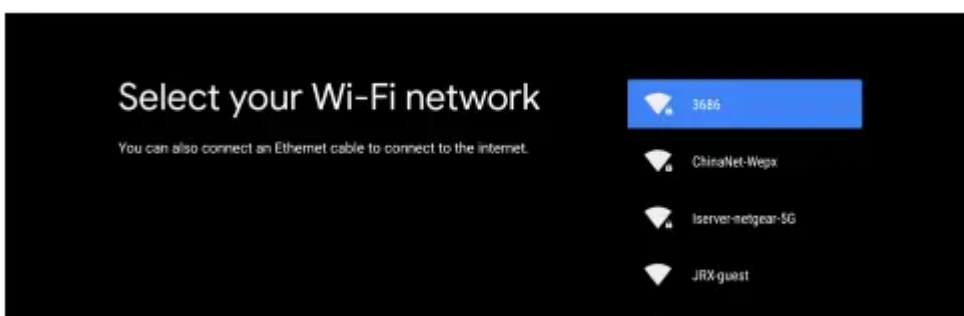 Select your Wi-Fi network
You can also connect an Ethernet cable to connect to the internet.
3686
ChinaNet-Wepx
Iserver-netgear-5G
JRX-guest